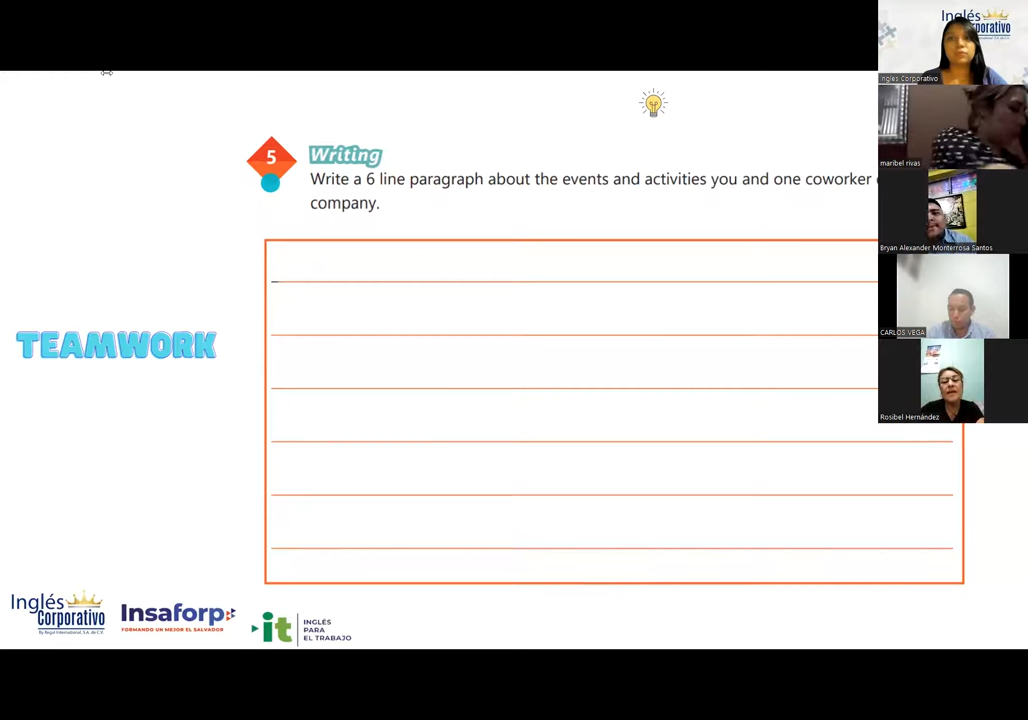 Inglés
Corporativo
Inglés Corporativo
maribel rivas
5
Writing
Write a 6 line paragraph about the events and activities you and one coworker
company.
Bryan Alexander Monterrosa Santos
CARLOS VEGA
TEAMWORK
Rosibel Hernández
Inglés
Corporativo
By Regal International, S.A. de C.V.
Insaforp
FORMANDO UN MEJOR EL SALVADOR
it
INGLÉS
PARA
EL TRABAJO